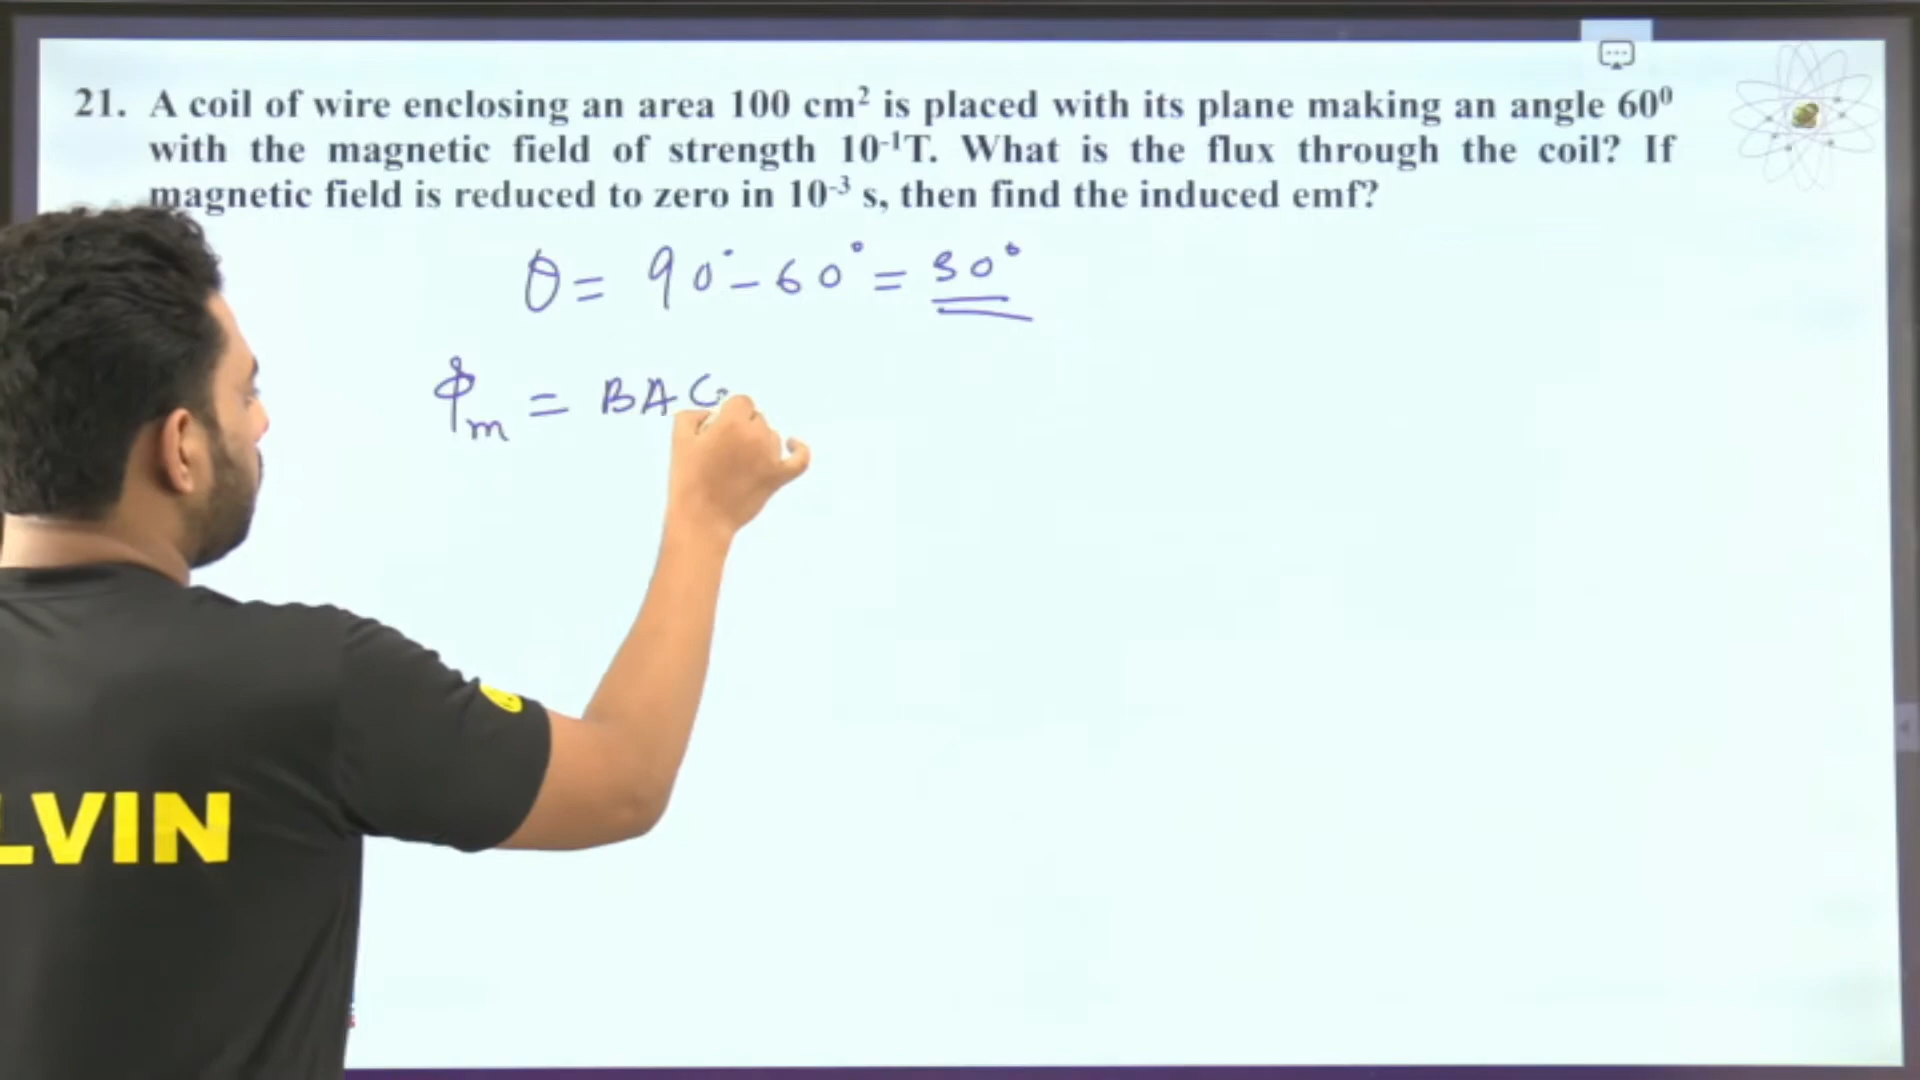 21. A coil of wire enclosing an area 100 cm² is placed with its plane making an angle 60⁰
with the magnetic field of strength 10⁻¹T. What is the flux through the coil? If
magnetic field is reduced to zero in 10⁻³ s, then find the induced emf?
θ = 90° - 60° = 30°
ϕₘ = BA
LVIN